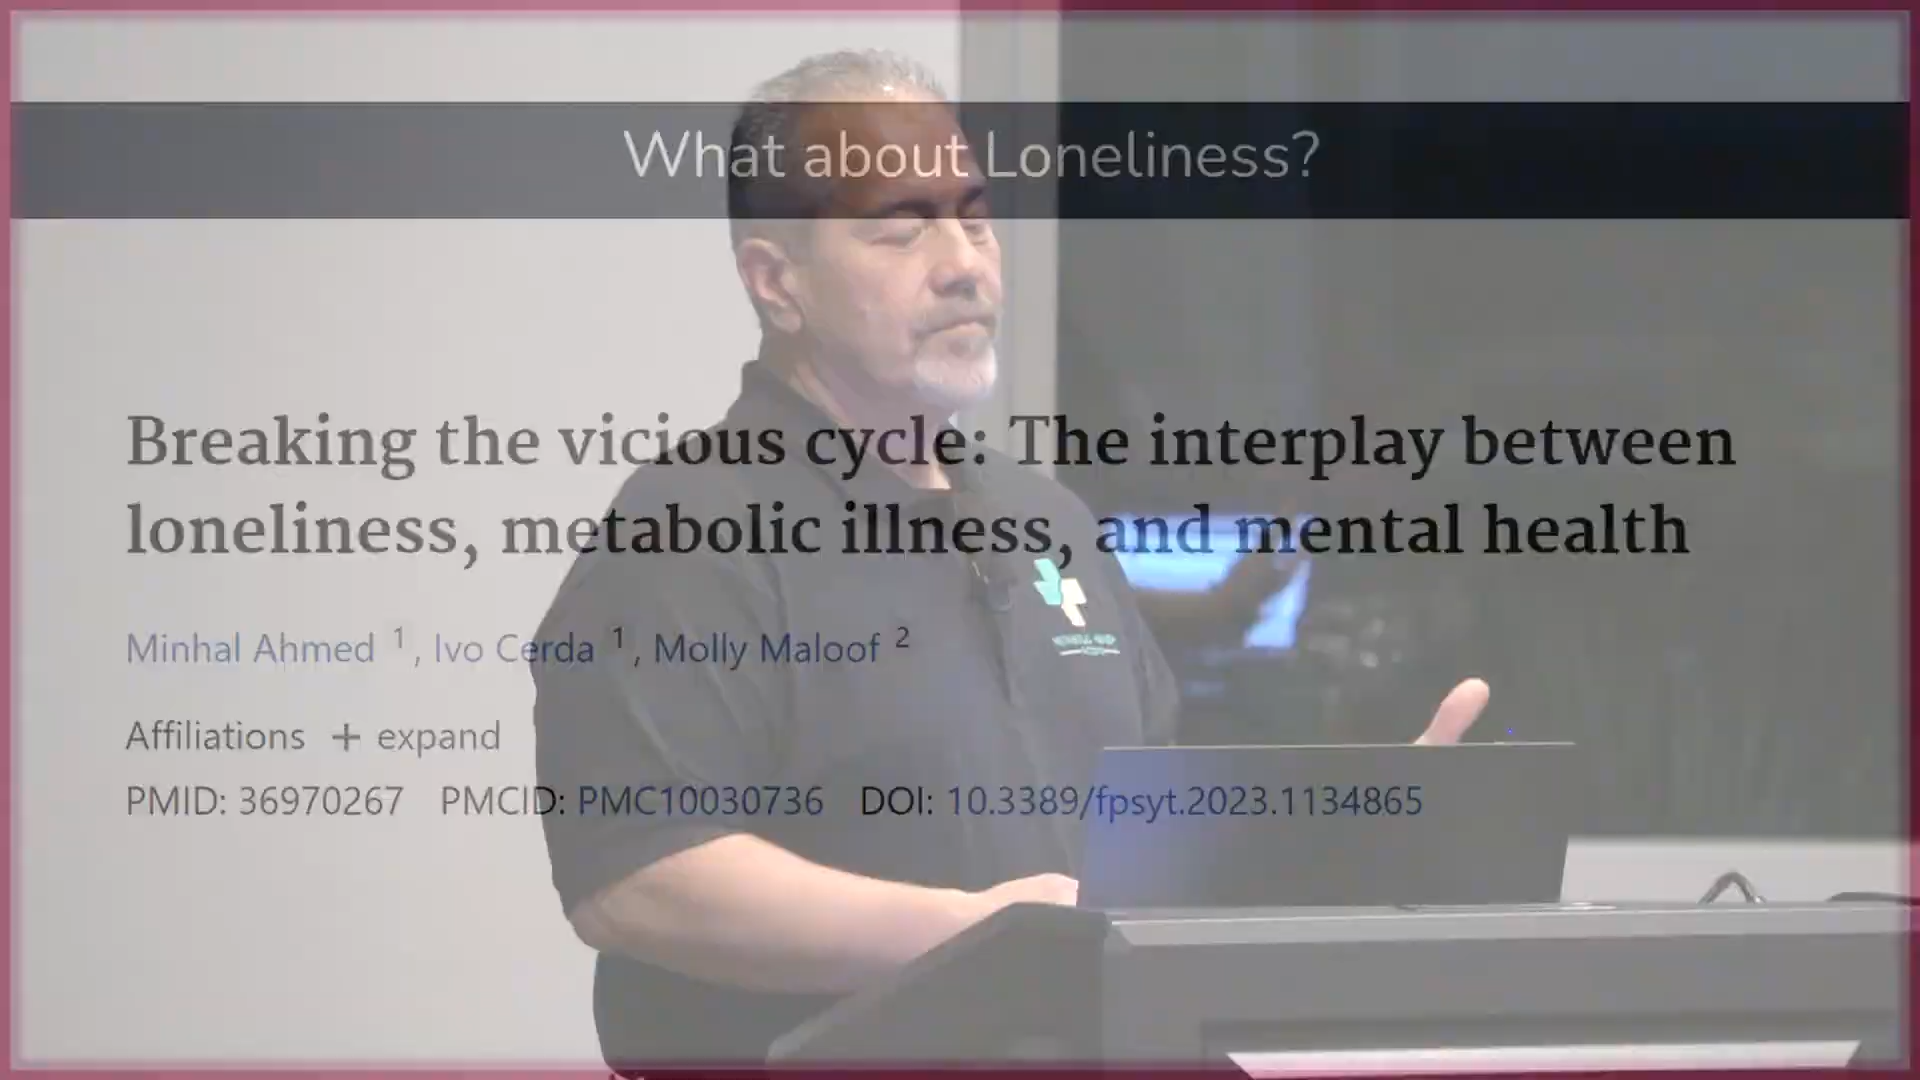 What about Loneliness?
Breaking the vicious cycle: The interplay between
loneliness, metabolic illness, and mental health
Minhal Ahmed 1, Ivo Cerda 1, Molly Maloof 2
Affiliations + expand
PMID: 36970267 PMCID: PMC10030736 DOI: 10.3389/fpsyt.2023.1134865